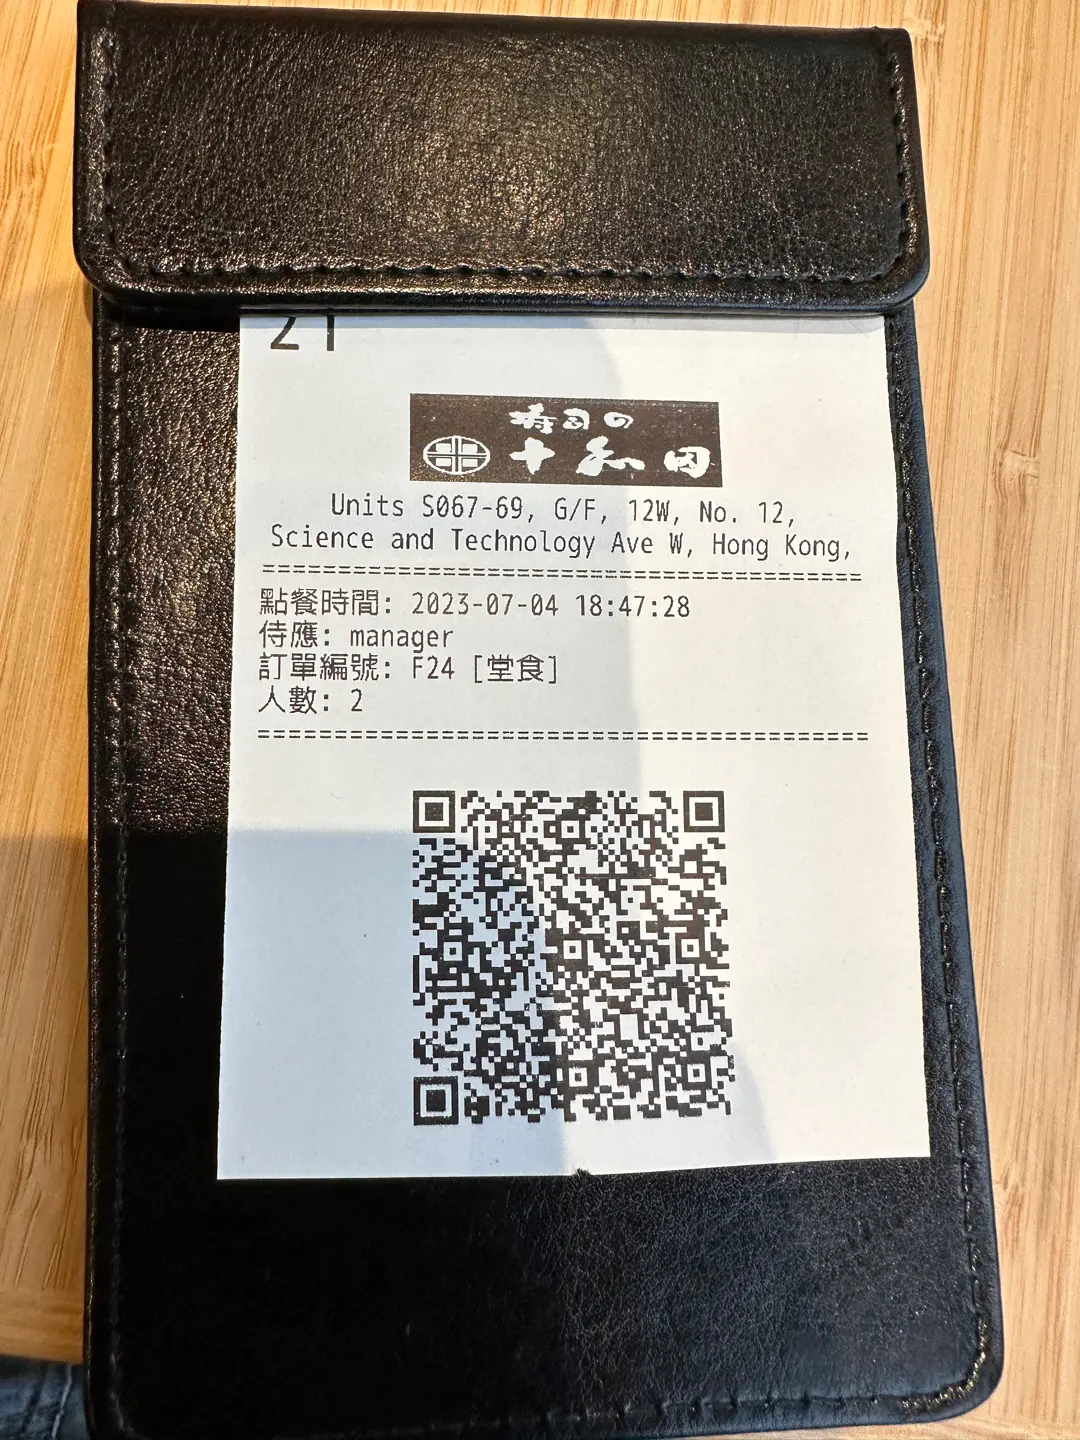 21
寿司の
十和田
Units S067-69, G/F, 12W, No. 12,
Science and Technology Ave W, Hong Kong,
========================================
點餐時間: 2023-07-04 18:47:28
侍應: manager
訂單編號: F24 [堂食]
人數: 2
========================================